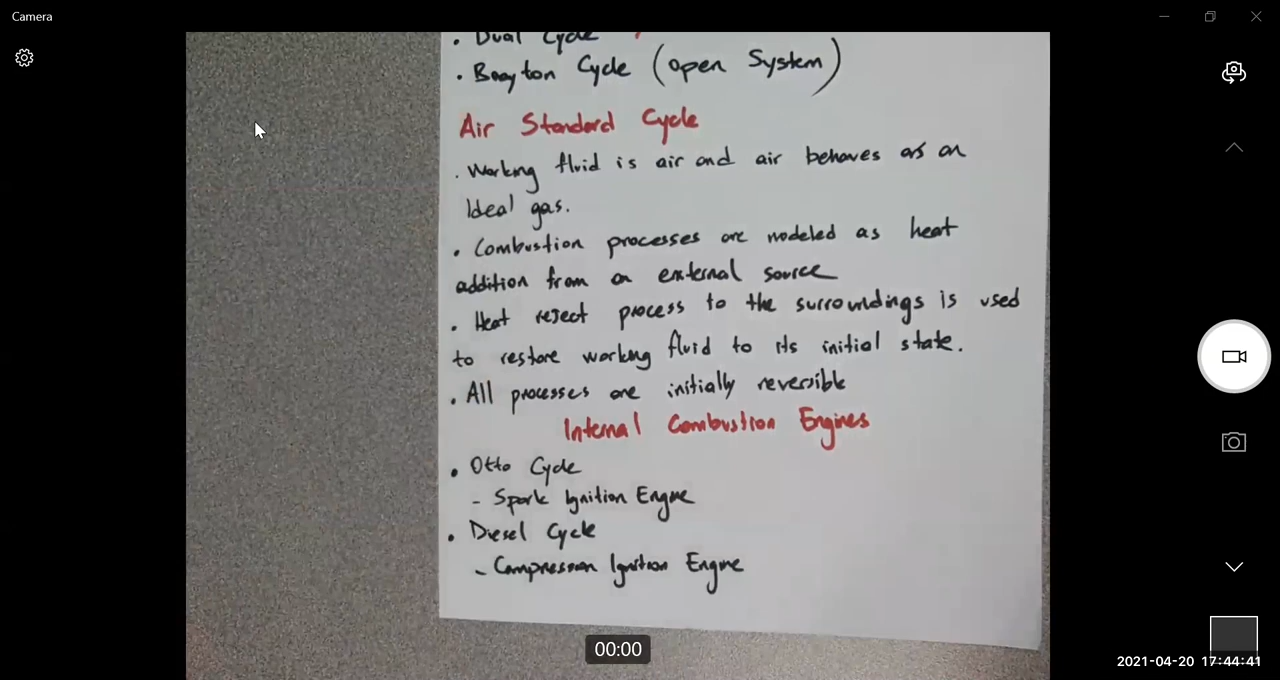 Camera
• Dual Cycle
• Brayton Cycle (open System)
Air Standard Cycle
• Working fluid is air and air behaves as an
Ideal gas.
• Combustion processes are modeled as heat
addition from an external source
• Heat reject process to the surroundings is used
to restore working fluid to its initial state.
• All processes are initially reversible
Internal Combustion Engines
• Otto Cycle
- Spark Ignition Engine
• Diesel Cycle
- Compression Ignition Engine
00:00
2021-04-20 17:44:41